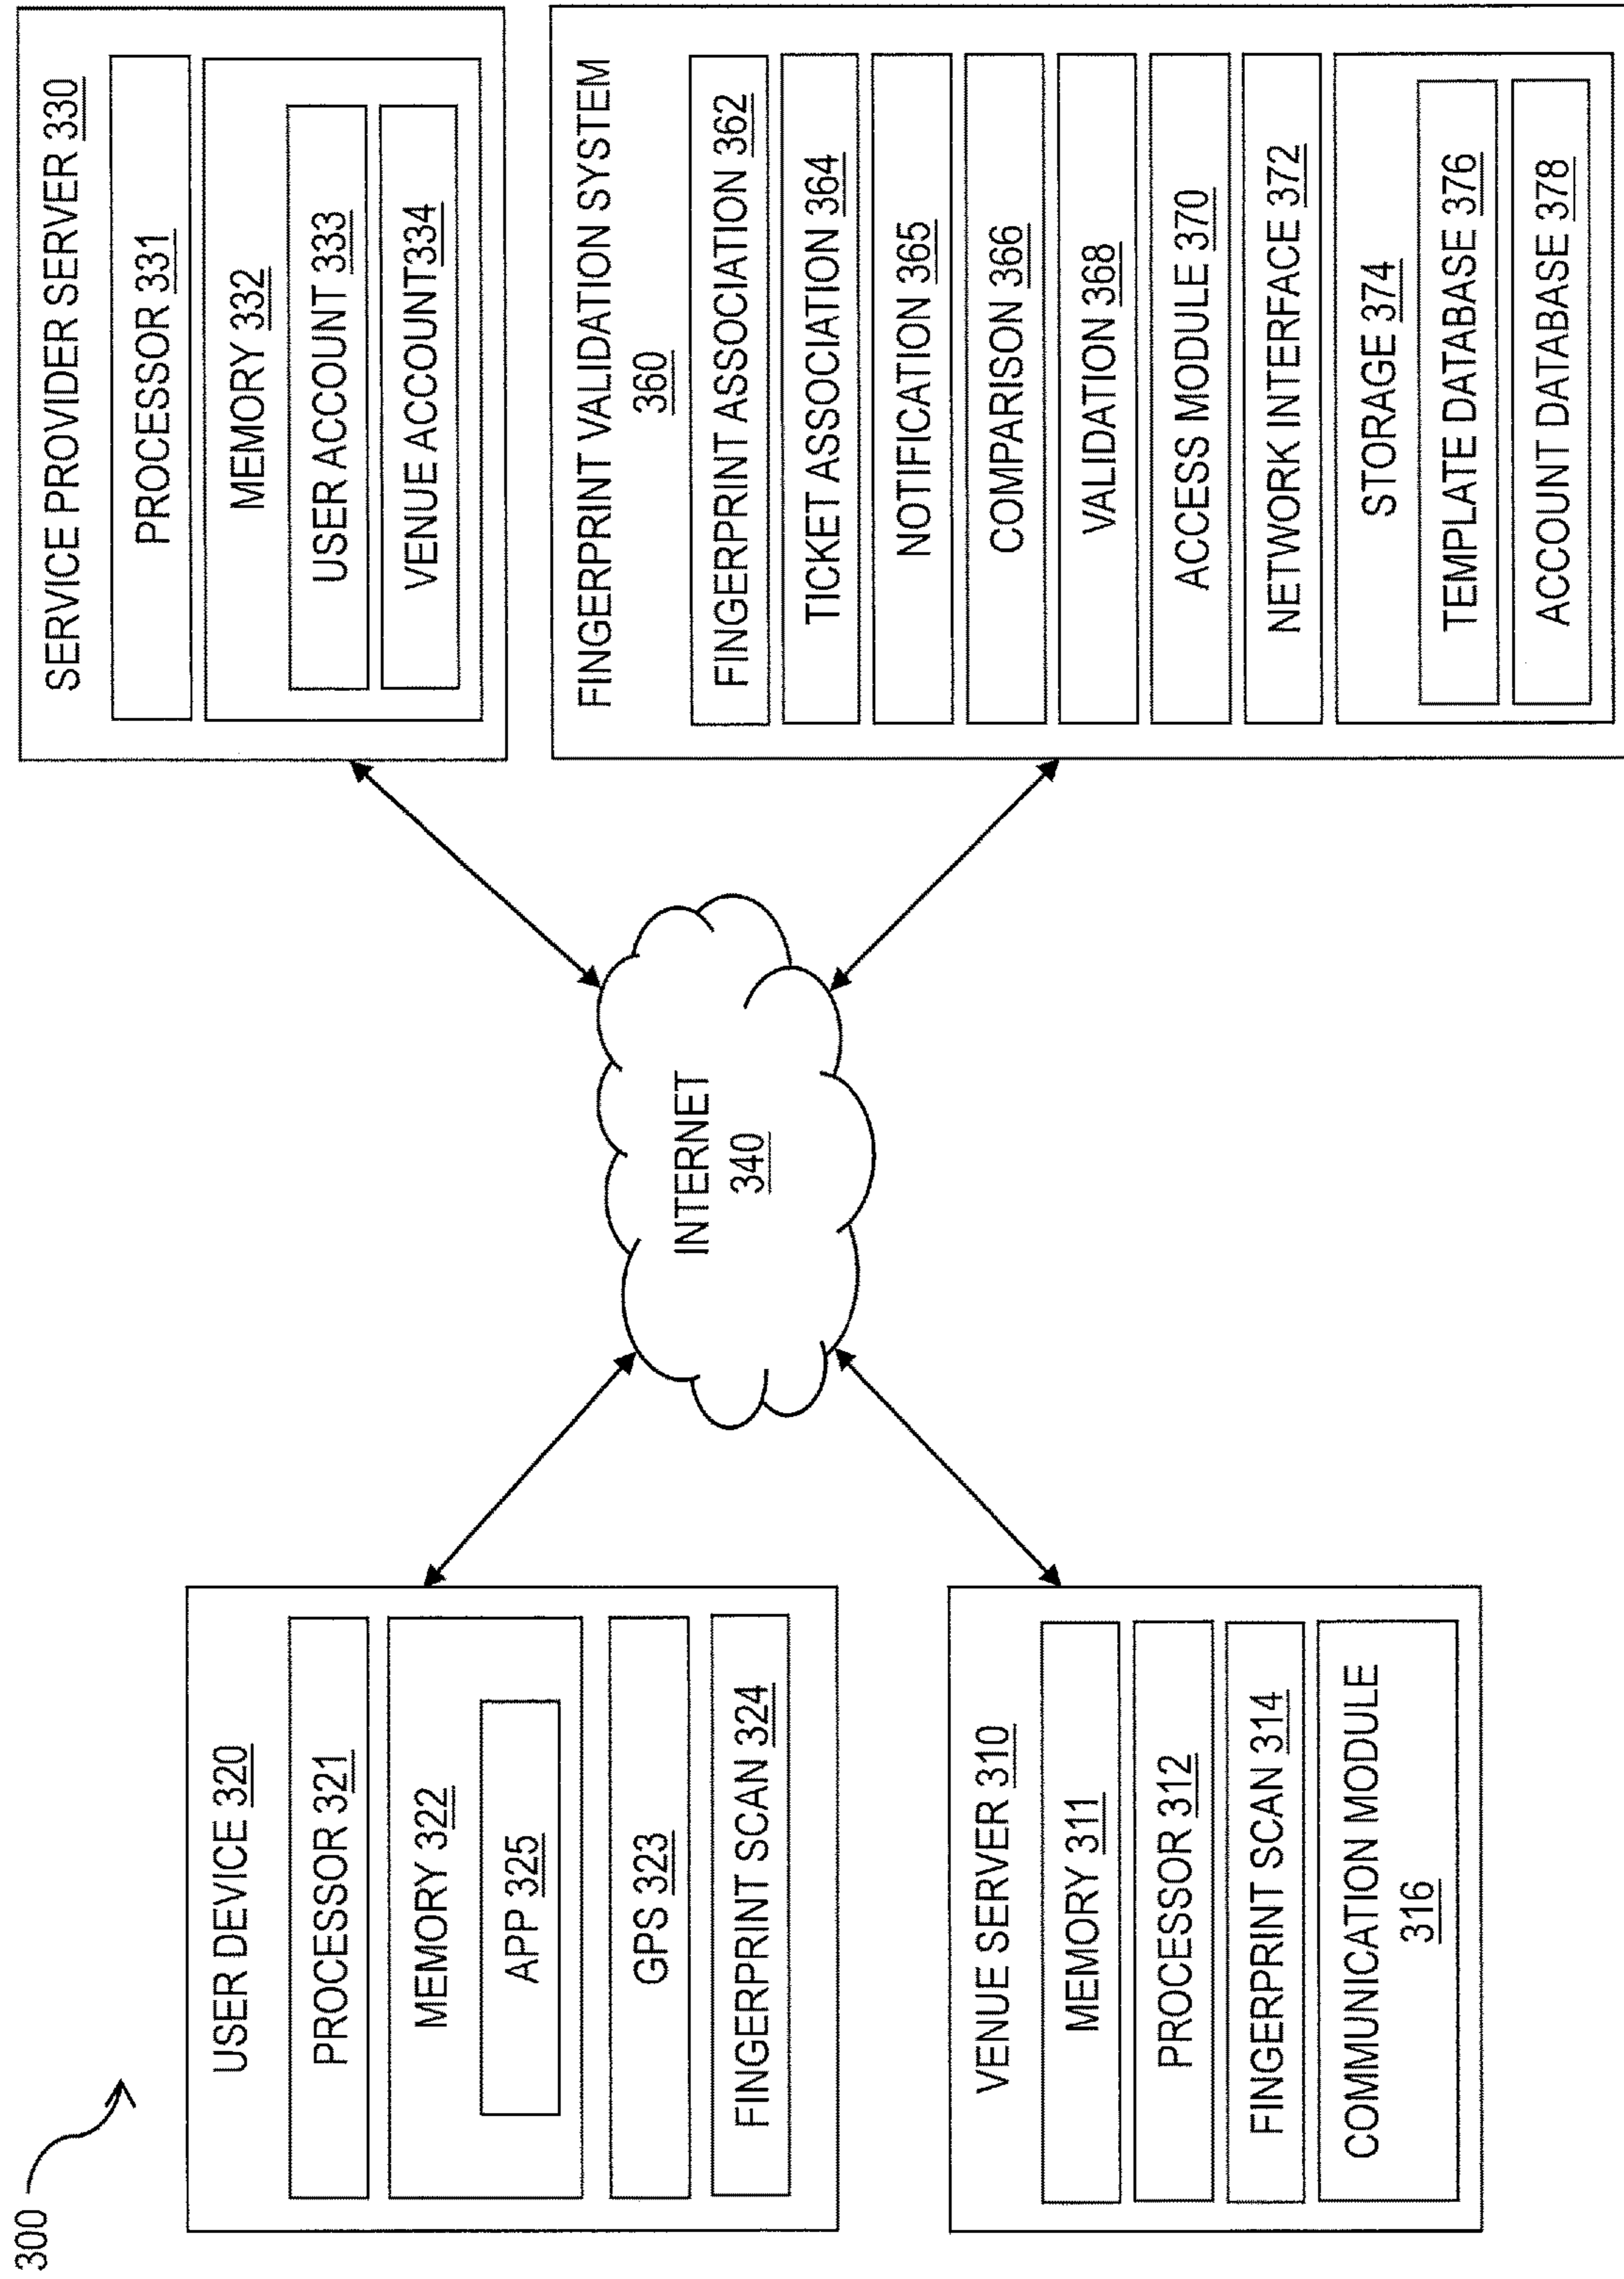 300
USER DEVICE 320
PROCESSOR 321
MEMORY 322
APP 325
GPS 323
FINGERPRINT SCAN 324
VENUE SERVER 310
MEMORY 311
PROCESSOR 312
FINGERPRINT SCAN 314
COMMUNICATION MODULE
316
INTERNET
340
SERVICE PROVIDER SERVER 330
PROCESSOR 331
MEMORY 332
USER ACCOUNT 333
VENUE ACCOUNT334
FINGERPRINT VALIDATION SYSTEM
360
FINGERPRINT ASSOCIATION 362
TICKET ASSOCIATION 364
NOTIFICATION 365
COMPARISON 366
VALIDATION 368
ACCESS MODULE 370
NETWORK INTERFACE 372
STORAGE 374
TEMPLATE DATABASE 376
ACCOUNT DATABASE 378